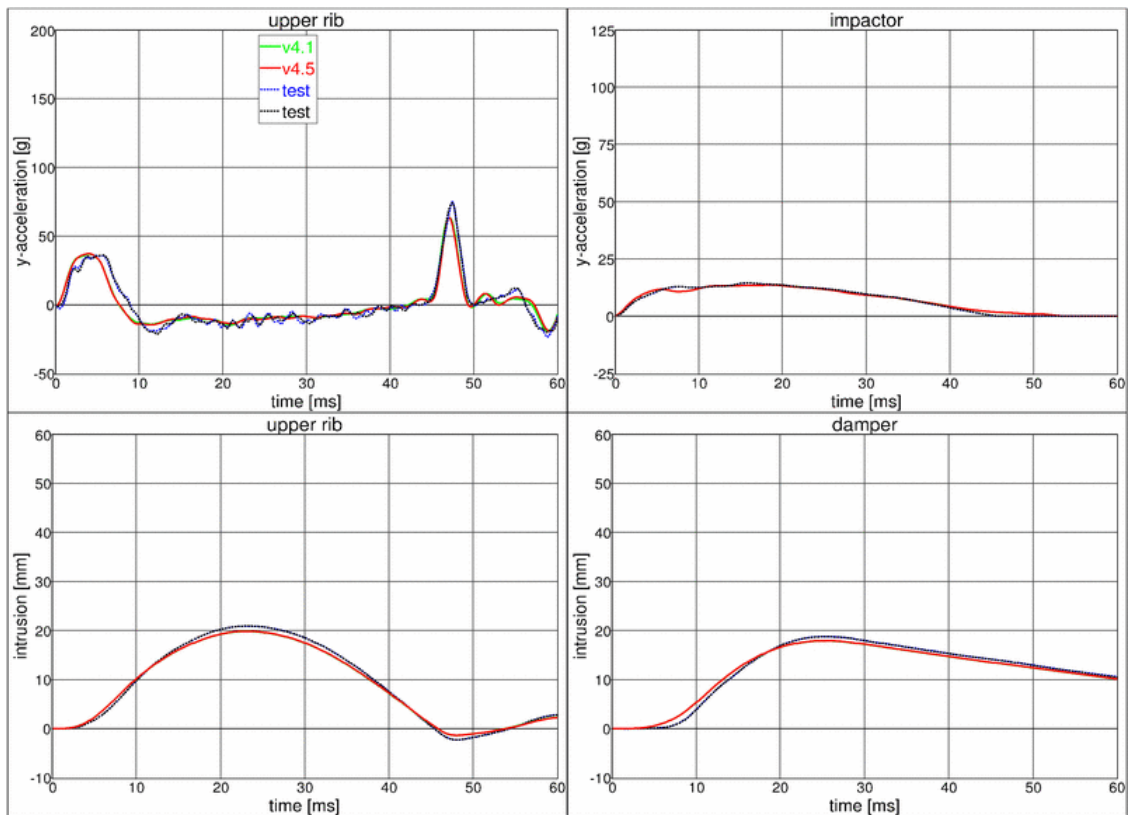 upper rib
200
150
100
50
0
-50
y-acceleration [g]
v4.1
v4.5
test
test
0 10 20 30 40 50 60
time [ms]
impactor
125
100
75
50
25
0
-25
y-acceleration [g]
0 10 20 30 40 50 60
time [ms]
upper rib
60
50
40
30
20
10
0
-10
intrusion [mm]
0 10 20 30 40 50 60
time [ms]
damper
60
50
40
30
20
10
0
-10
intrusion [mm]
0 10 20 30 40 50 60
time [ms]